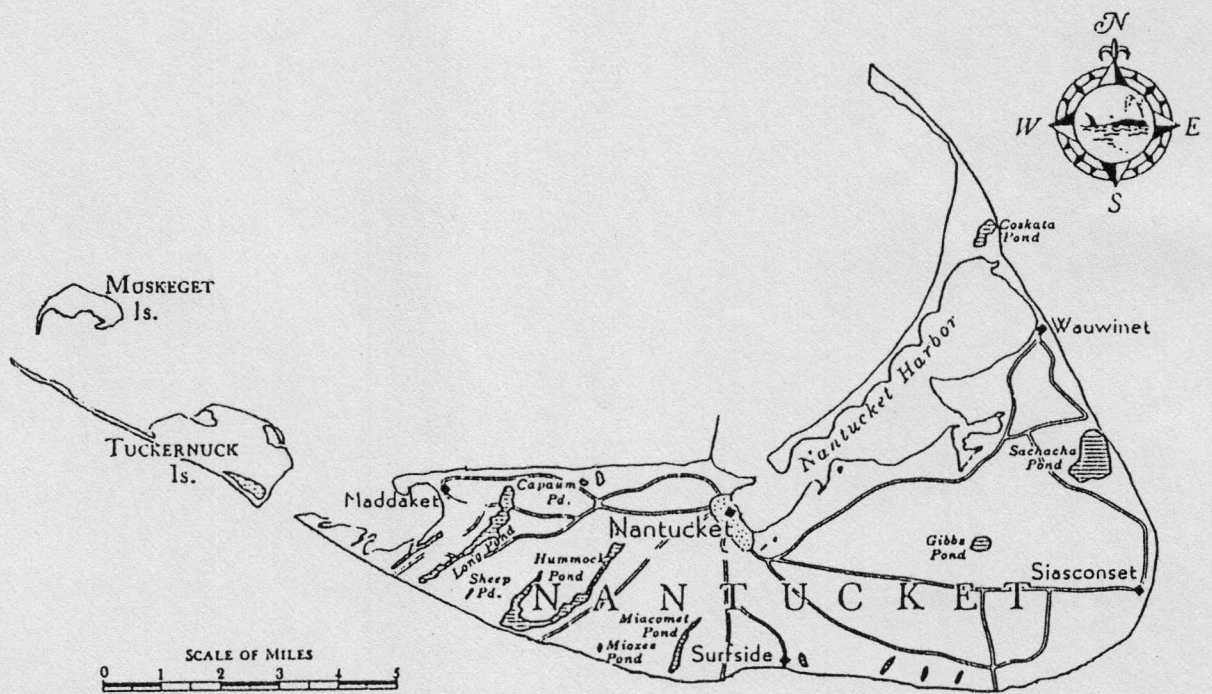 N
W
E
S
Coskata
Pond
MUSKEGET
Is.
Wauwinet
Nantucket Harbor
TUCKERNUCK
Is.
Sachacha
Pond
Maddaket
Capaum
Pd.
Nantucket
Long Pond
Hummock
Pond
Gibbs
Pond
Sheep
Pd.
Siasconset
NANTUCKET
Miacomet
Pond
Mioxes
Pond
Surfside
SCALE OF MILES
0 1 2 3 4 5